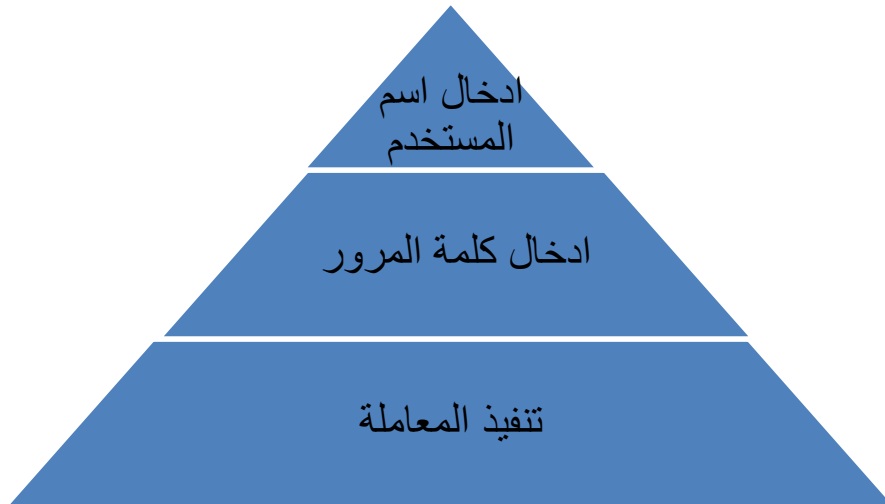 ادخال اسم
المستخدم
ادخال كلمة المرور
تنفيذ المعاملة